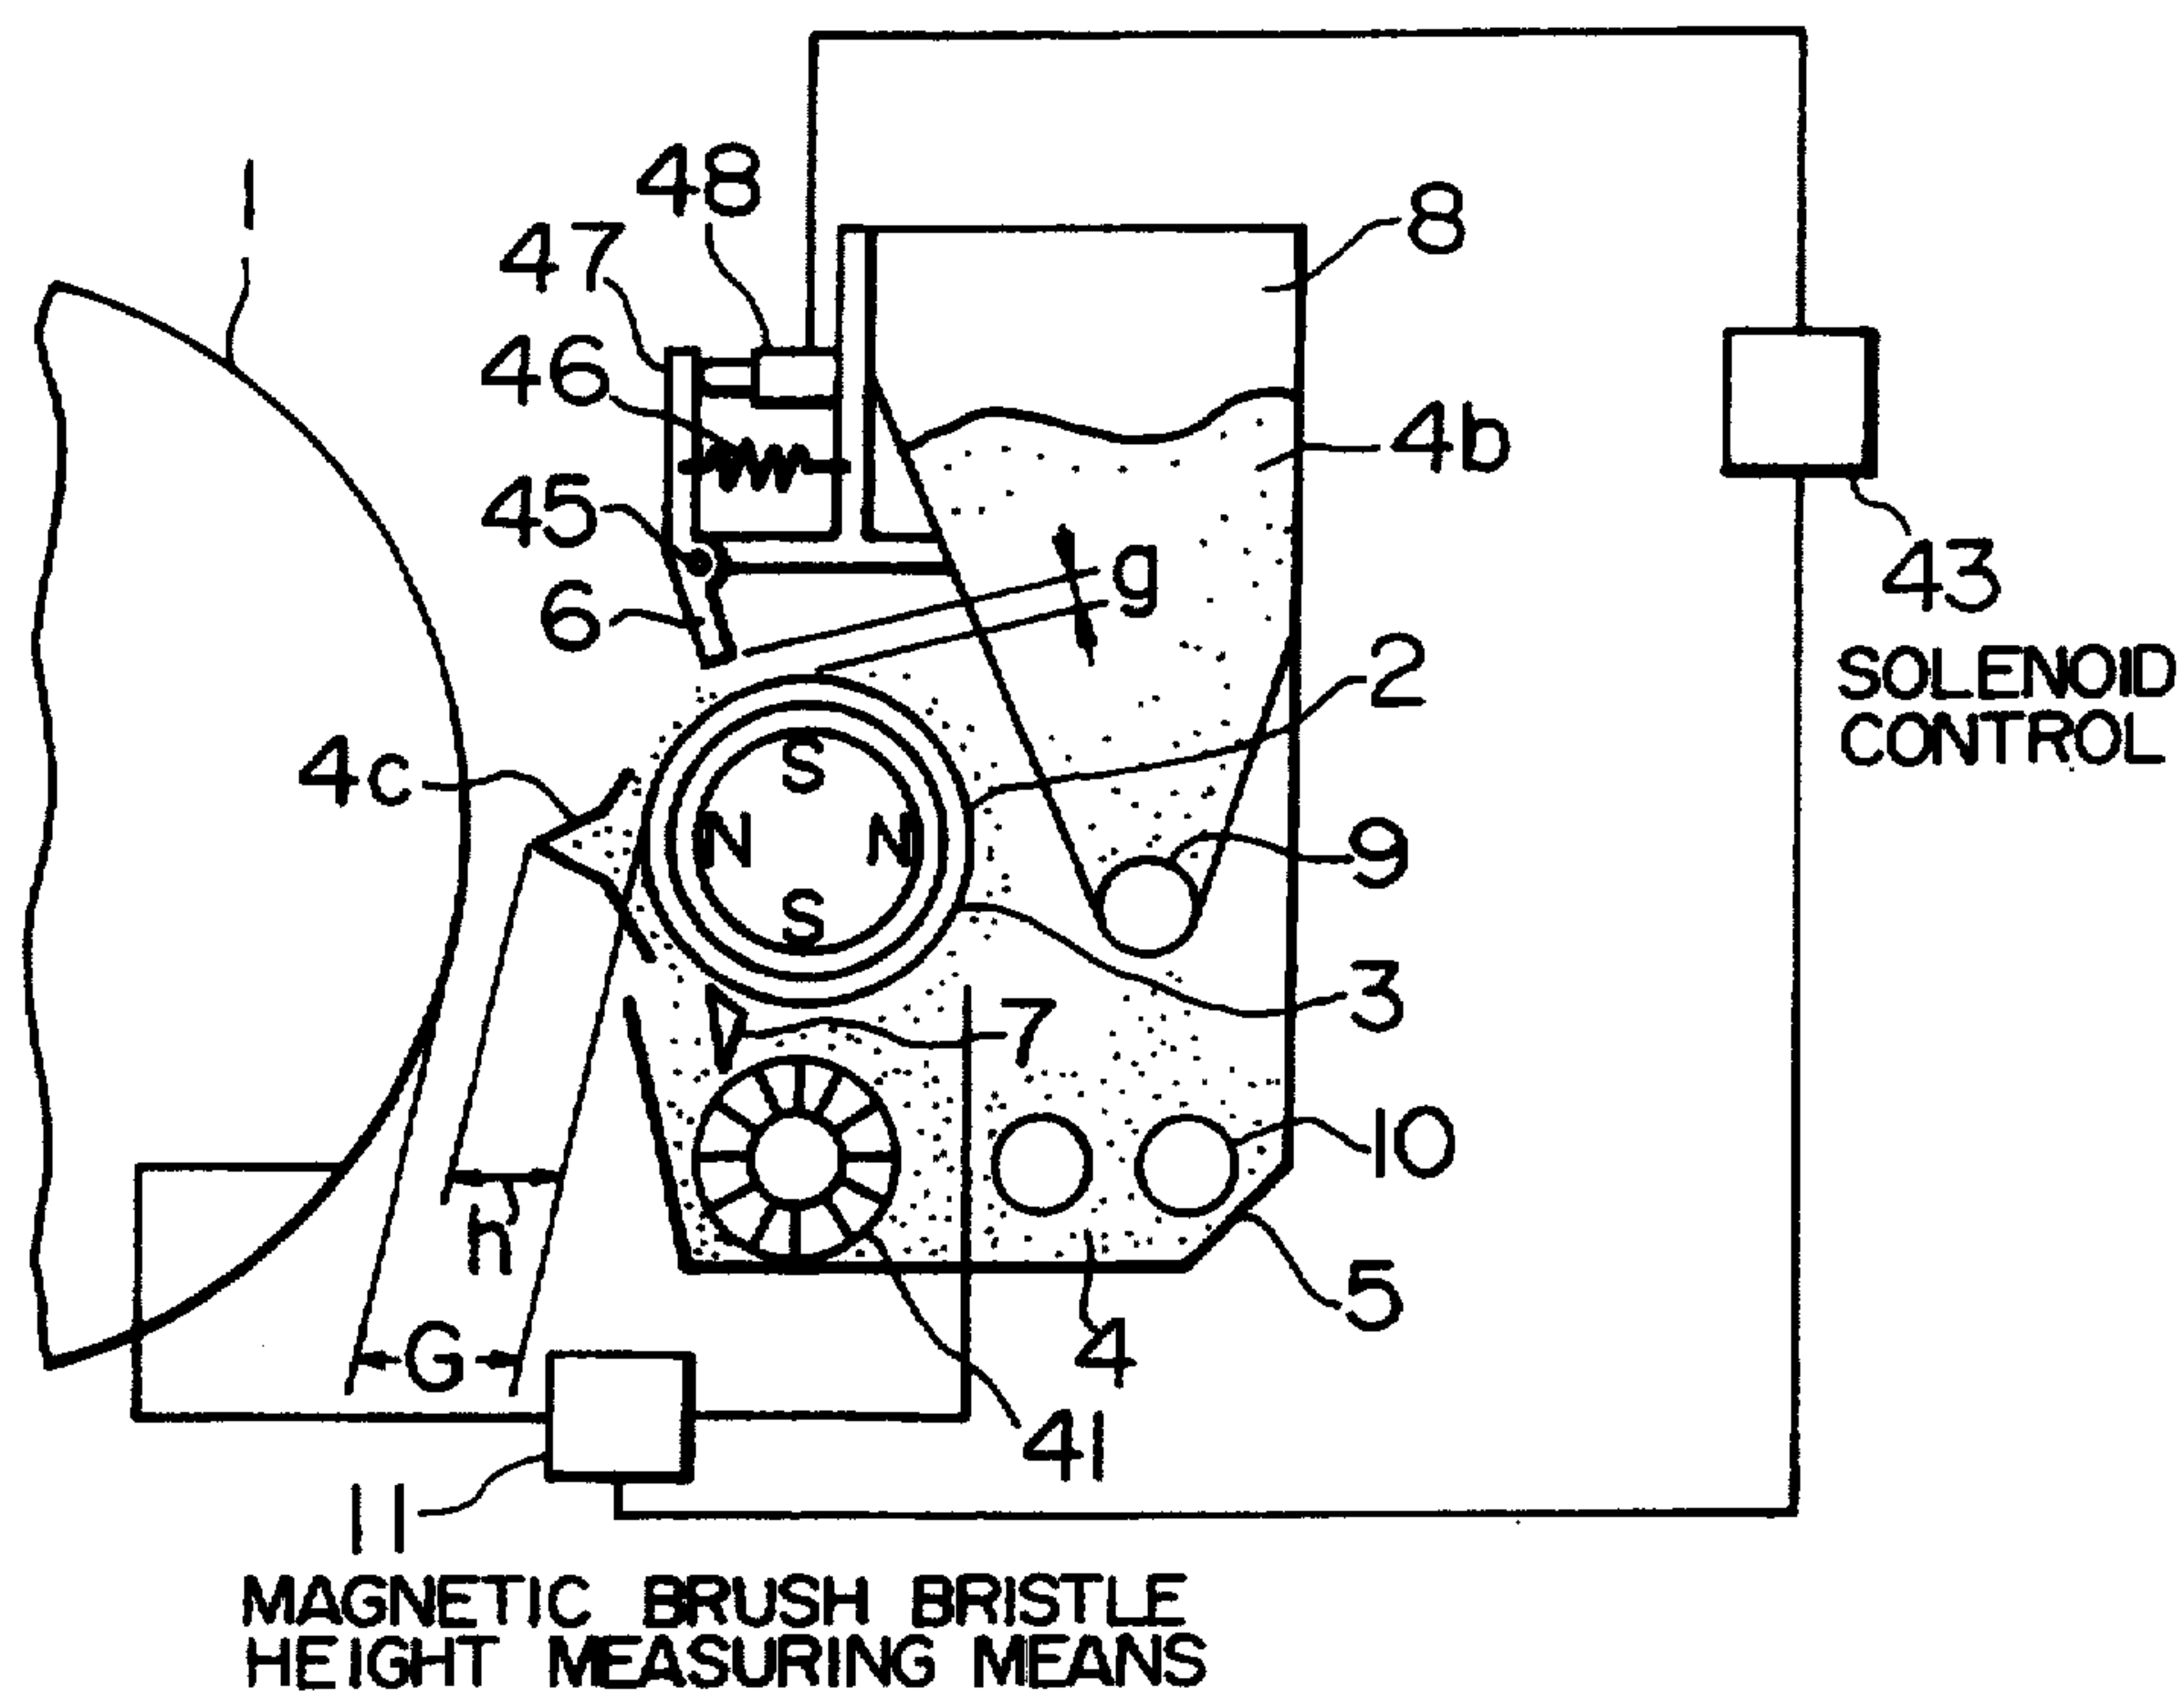 1
48
47
8
46
4b
45
g
43
6
SOLENOID
CONTROL
2
4c
S
N N
S
9
3
7
10
h
5
G
4
41
11
MAGNETIC BRUSH BRISTLE
HEIGHT MEASURING MEANS